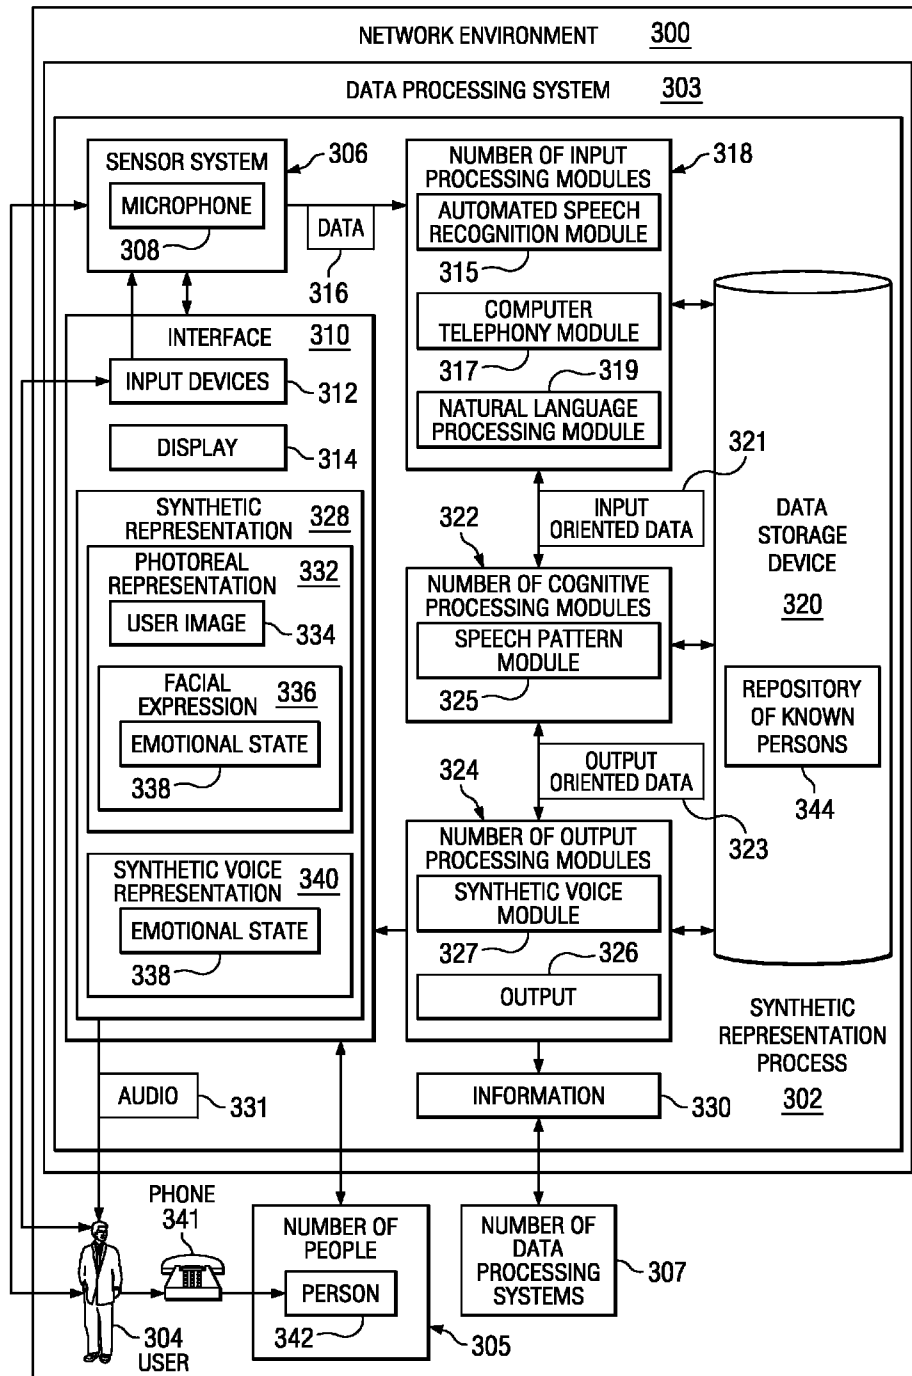 NETWORK ENVIRONMENT 300
DATA PROCESSING SYSTEM 303
SENSOR SYSTEM
306
MICROPHONE
308
DATA
316
NUMBER OF INPUT
PROCESSING MODULES
318
AUTOMATED SPEECH
RECOGNITION MODULE
315
COMPUTER
TELEPHONY MODULE
317
319
NATURAL LANGUAGE
PROCESSING MODULE
INTERFACE 310
INPUT DEVICES
312
DISPLAY
314
SYNTHETIC
REPRESENTATION 328
PHOTOREAL
REPRESENTATION 332
USER IMAGE
334
FACIAL
EXPRESSION 336
EMOTIONAL STATE
338
SYNTHETIC VOICE
REPRESENTATION 340
EMOTIONAL STATE
338
321
INPUT
ORIENTED DATA
322
NUMBER OF COGNITIVE
PROCESSING MODULES
SPEECH PATTERN
MODULE
325
OUTPUT
ORIENTED DATA
323
324
NUMBER OF OUTPUT
PROCESSING MODULES
SYNTHETIC VOICE
MODULE
327
326
OUTPUT
DATA
STORAGE
DEVICE
320
REPOSITORY
OF KNOWN
PERSONS
344
SYNTHETIC
REPRESENTATION
PROCESS
302
AUDIO
331
INFORMATION
330
PHONE
341
304
USER
NUMBER OF
PEOPLE
PERSON
342
305
NUMBER OF
DATA
PROCESSING
SYSTEMS
307